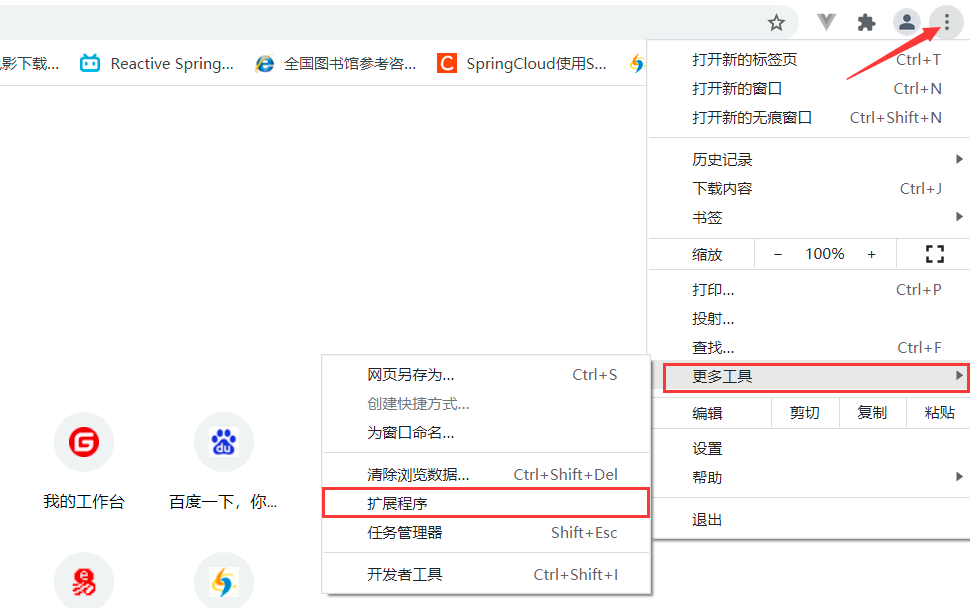 影下载...
Reactive Spring...
全国图书馆参考咨...
C
SpringCloud使用S...
打开新的标签页 Ctrl+T
打开新的窗口 Ctrl+N
打开新的无痕窗口 Ctrl+Shift+N
历史记录
下载内容 Ctrl+J
书签
缩放 − 100% +
打印... Ctrl+P
投射...
查找... Ctrl+F
更多工具
编辑 剪切 复制 粘贴
设置
帮助
退出
网页另存为... Ctrl+S
创建快捷方式...
为窗口命名...
清除浏览数据... Ctrl+Shift+Del
扩展程序
任务管理器 Shift+Esc
开发者工具 Ctrl+Shift+I
G
du
我的工作台
百度一下，你...